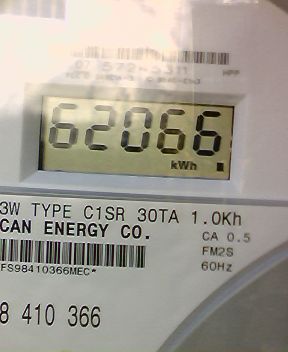 62066
kWh
3W TYPE C1SR 30TA 1.0Kh
CAN ENERGY CO.
CA 0.5
FM2S
60Hz
FS98410366MEC*
8 410 366